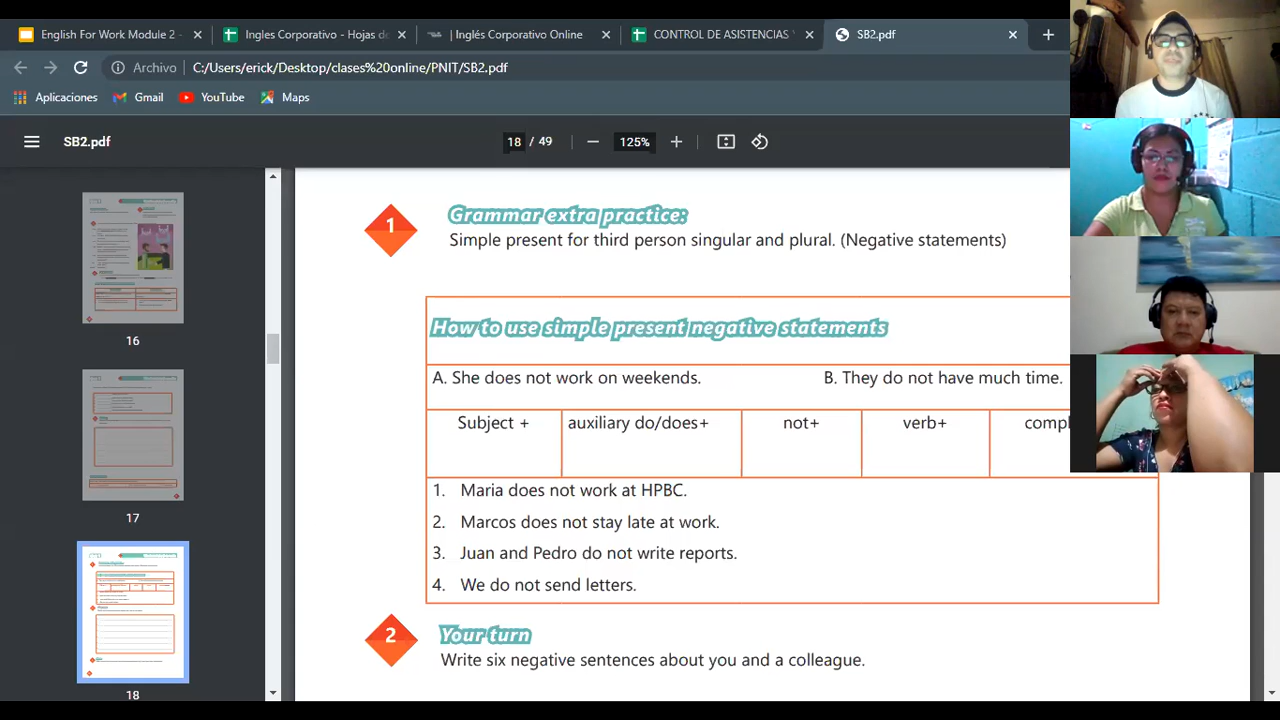 English For Work Module 2 -
Ingles Corporativo - Hojas de
| Inglés Corporativo Online
CONTROL DE ASISTENCIAS
SB2.pdf
Archivo
C:/Users/erick/Desktop/clases%20online/PNIT/SB2.pdf
Aplicaciones
Gmail
YouTube
Maps
SB2.pdf
18 / 49
125%
16
17
18
1 Grammar extra practice:
Simple present for third person singular and plural. (Negative statements)
How to use simple present negative statements
A. She does not work on weekends. B. They do not have much time.
Subject + auxiliary do/does+ not+ verb+ compl
1. Maria does not work at HPBC.
2. Marcos does not stay late at work.
3. Juan and Pedro do not write reports.
4. We do not send letters.
2 Your turn
Write six negative sentences about you and a colleague.